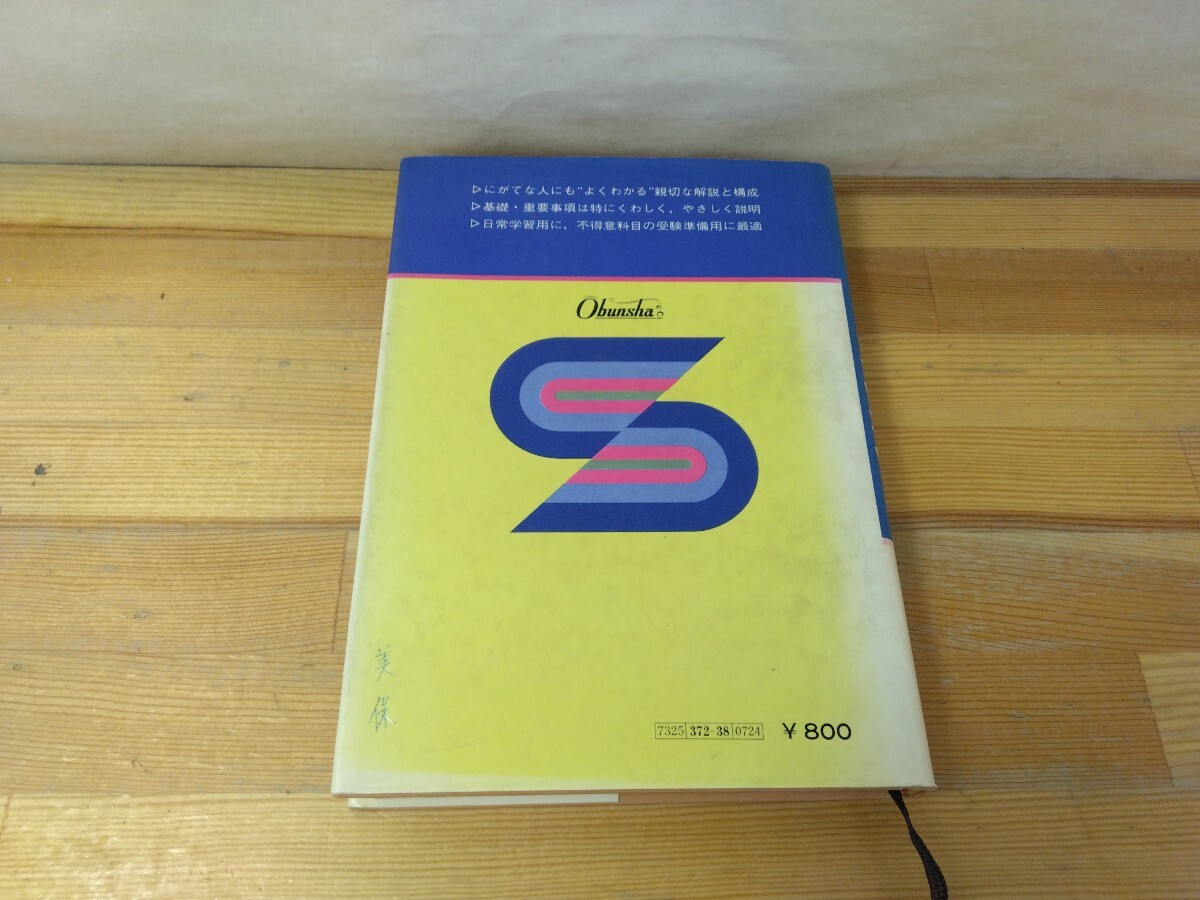 ▷にがてな人にも“よくわかる”親切な解説と構成
▷基礎・重要事項は特にくわしく，やさしく説明
▷日常学習用に，不得意科目の受験準備用に最適
Obunsha
美保
7325 372-38 0724 ￥800